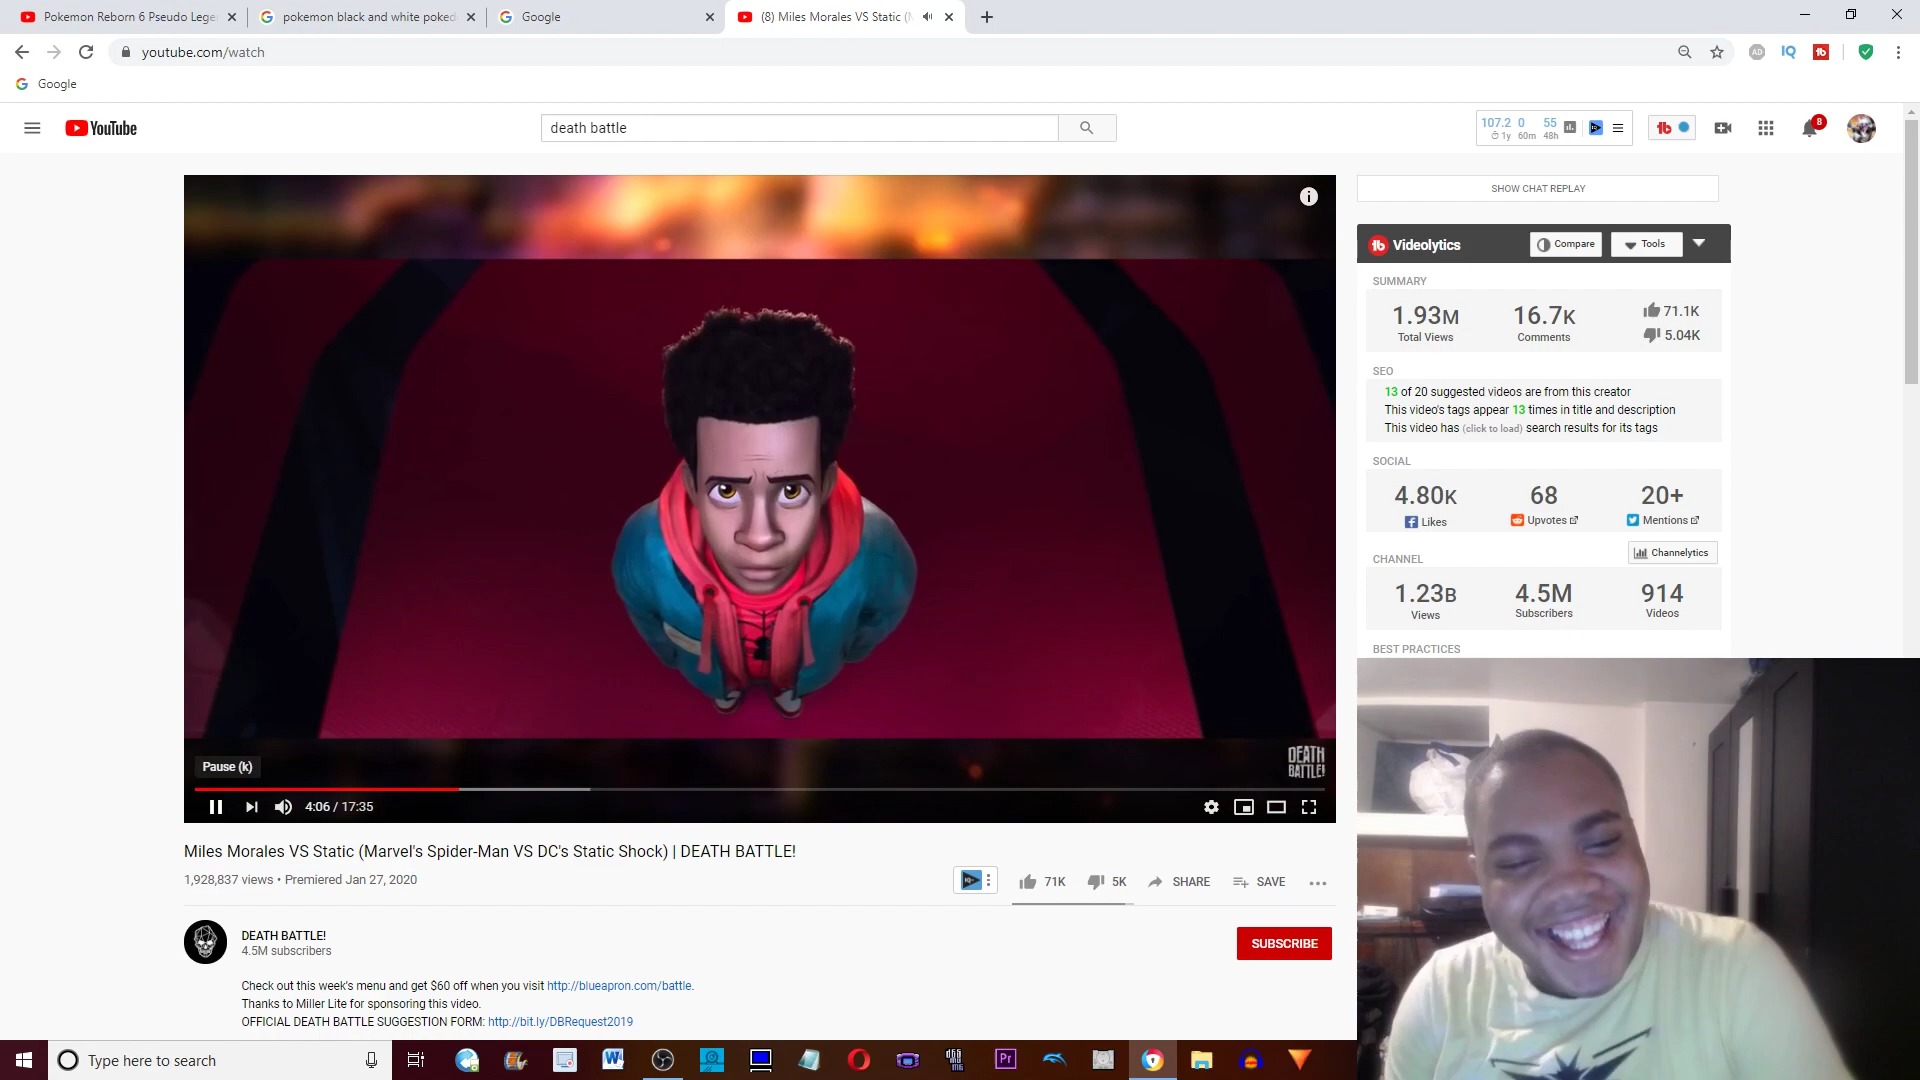 Pokemon Reborn 6 Pseudo Lege
pokemon black and white poked
Google
(8) Miles Morales VS Static (M
youtube.com/watch
AD
IQ
tb
Google
YouTube
death battle
107.2 0 55
1y 60m 48h
tb
8
SHOW CHAT REPLAY
tb Videolytics
Compare
Tools
SUMMARY
1.93M 16.7K 71.1K
Total Views Comments 5.04K
SEO
13 of 20 suggested videos are from this creator
This video's tags appear 13 times in title and description
This video has (click to load) search results for its tags
SOCIAL
4.80K 68 20+
Likes Upvotes Mentions
CHANNEL
Channelytics
1.23B 4.5M 914
Views Subscribers Videos
BEST PRACTICES
DEATH
BATTLE!
Pause (k)
4:06 / 17:35
Miles Morales VS Static (Marvel's Spider-Man VS DC's Static Shock) | DEATH BATTLE!
1,928,837 views • Premiered Jan 27, 2020
71K 5K SHARE SAVE
DEATH BATTLE!
4.5M subscribers
SUBSCRIBE
Check out this week's menu and get $60 off when you visit http://blueapron.com/battle.
Thanks to Miller Lite for sponsoring this video.
OFFICIAL DEATH BATTLE SUGGESTION FORM: http://bit.ly/DBRequest2019
Type here to search
W
Pr